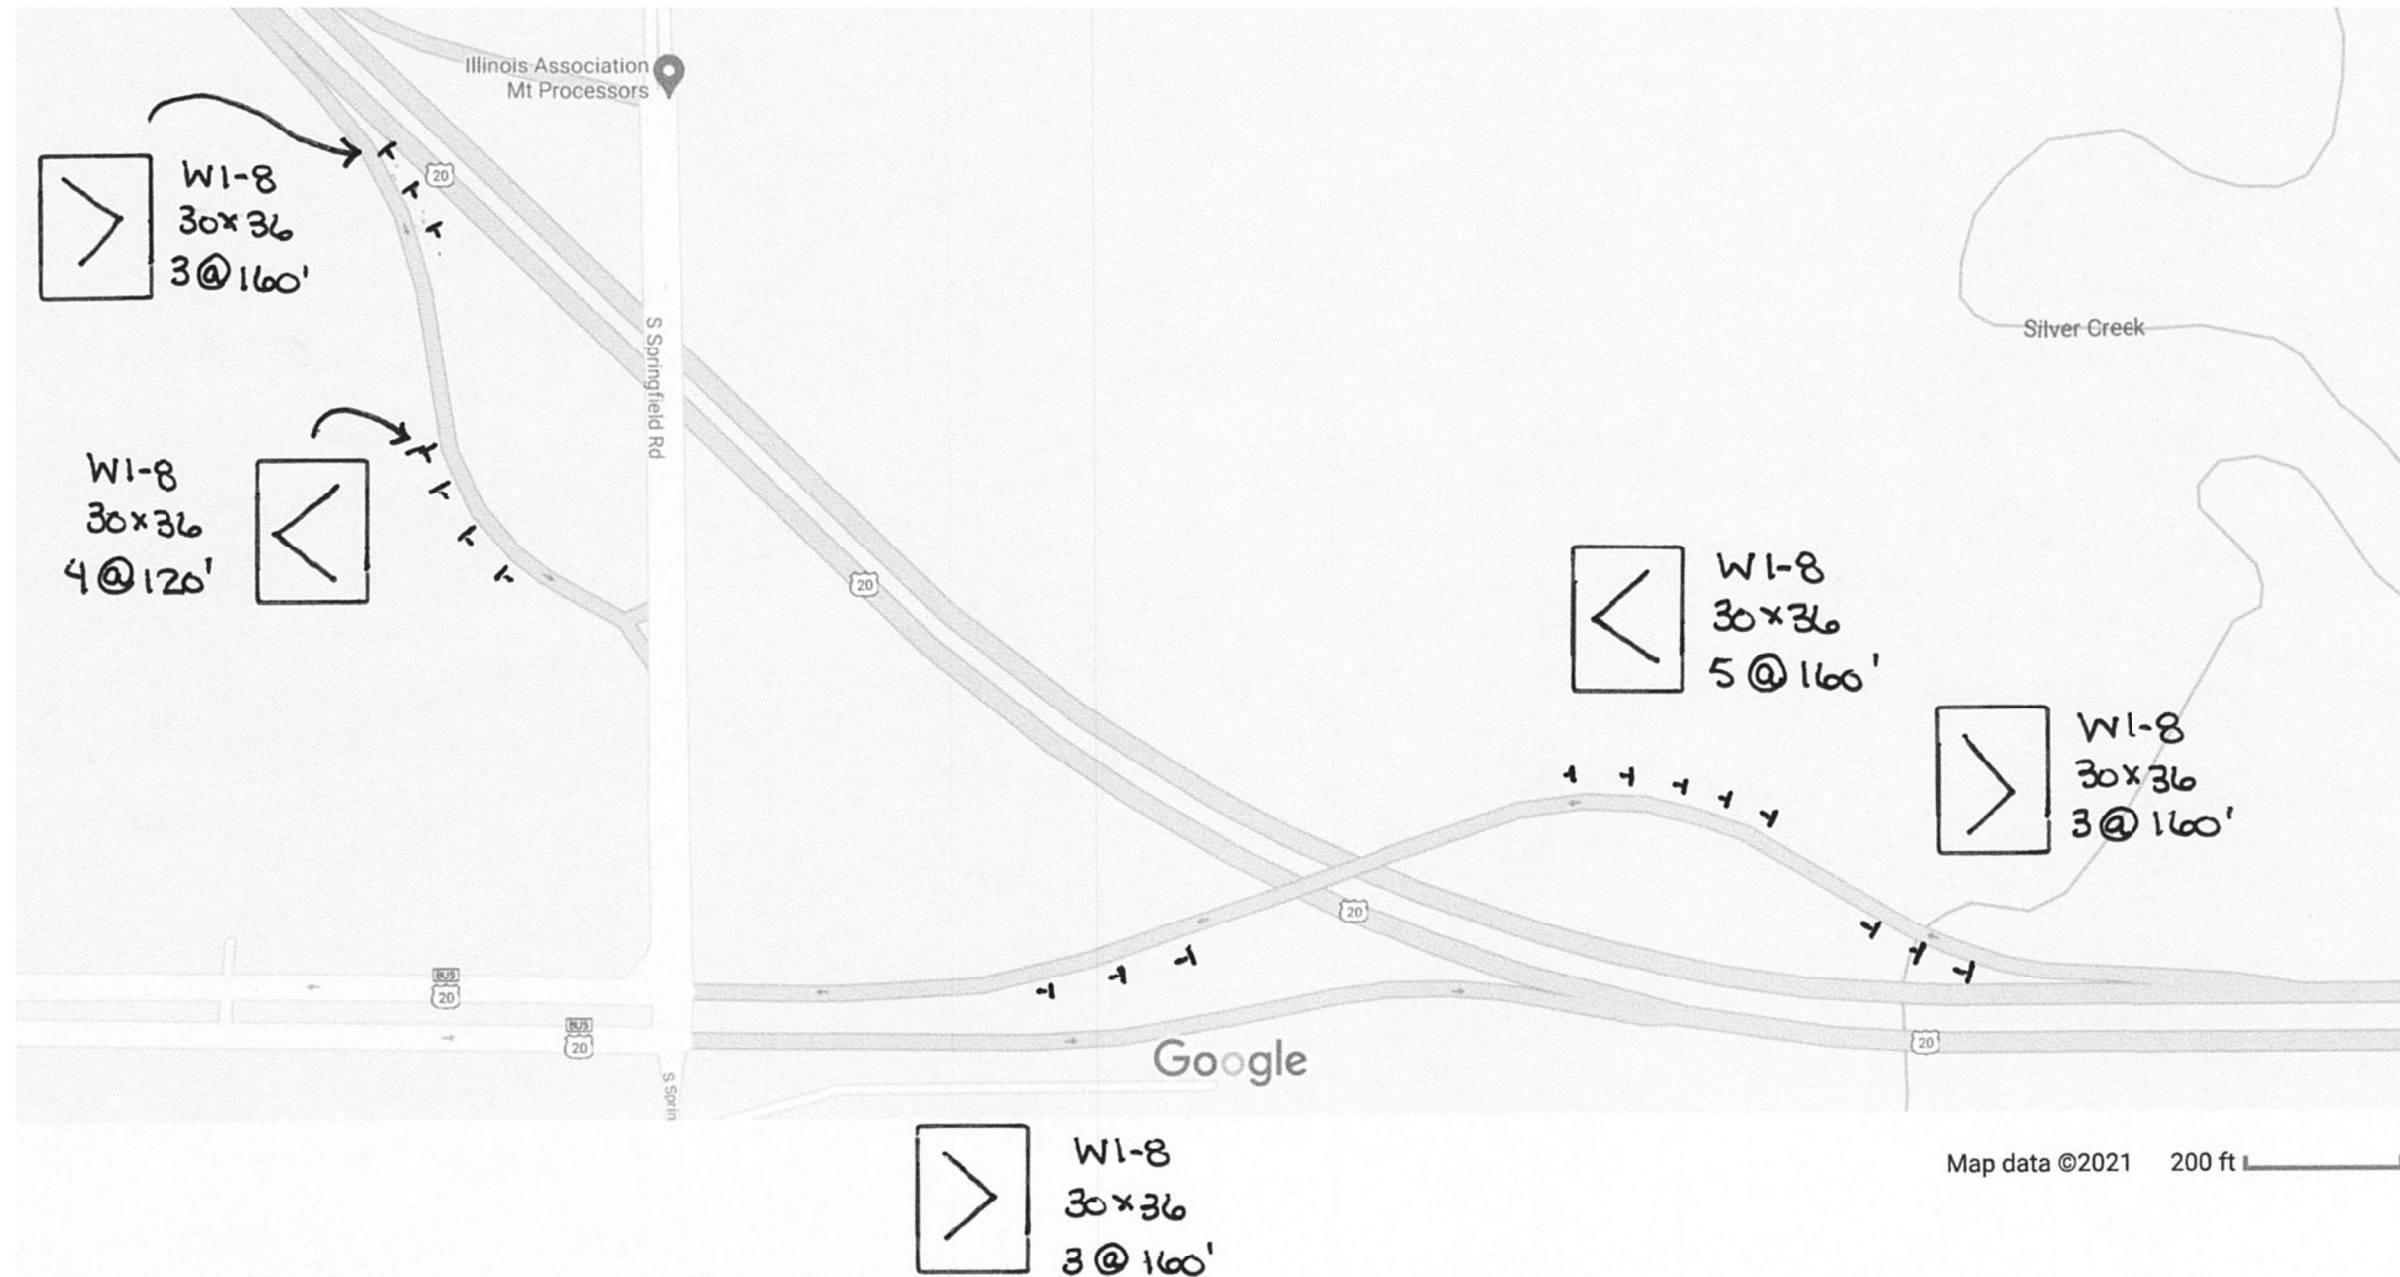 Illinois Association
Mt Processors
20
W1-8
30x36
3@160'
S Springfield Rd
W1-8
30x36
4@120'
20
Silver Creek
W1-8
30x36
5@160'
W1-8
30x36
3@160'
20
BUS
20
BUS
20
20
Google
S Sprin
W1-8
30x36
3@160'
Map data ©2021 200 ft